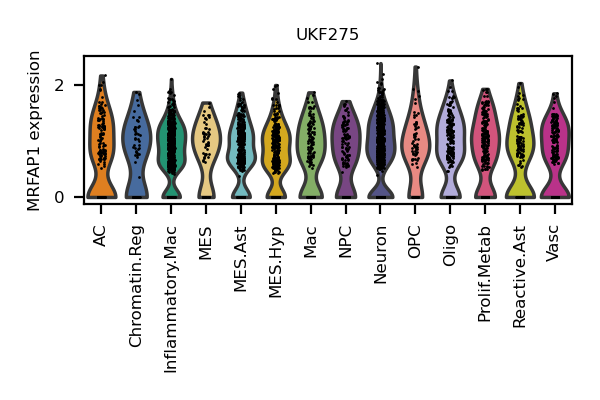 UKF275
MRFAP1 expression
2
0
AC
Chromatin.Reg
Inflammatory.Mac
MES
MES.Ast
MES.Hyp
Mac
NPC
Neuron
OPC
Oligo
Prolif.Metab
Reactive.Ast
Vasc